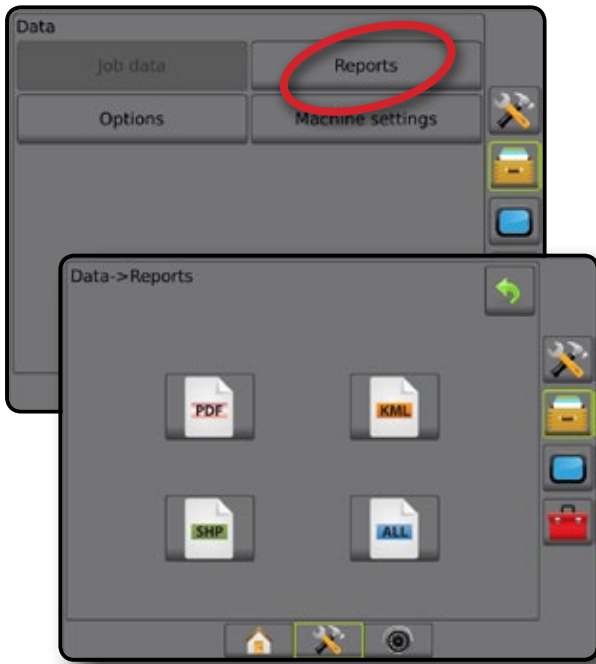 Data
Job data Reports
Options Machine settings
Data->Reports
PDF KML
SHP ALL